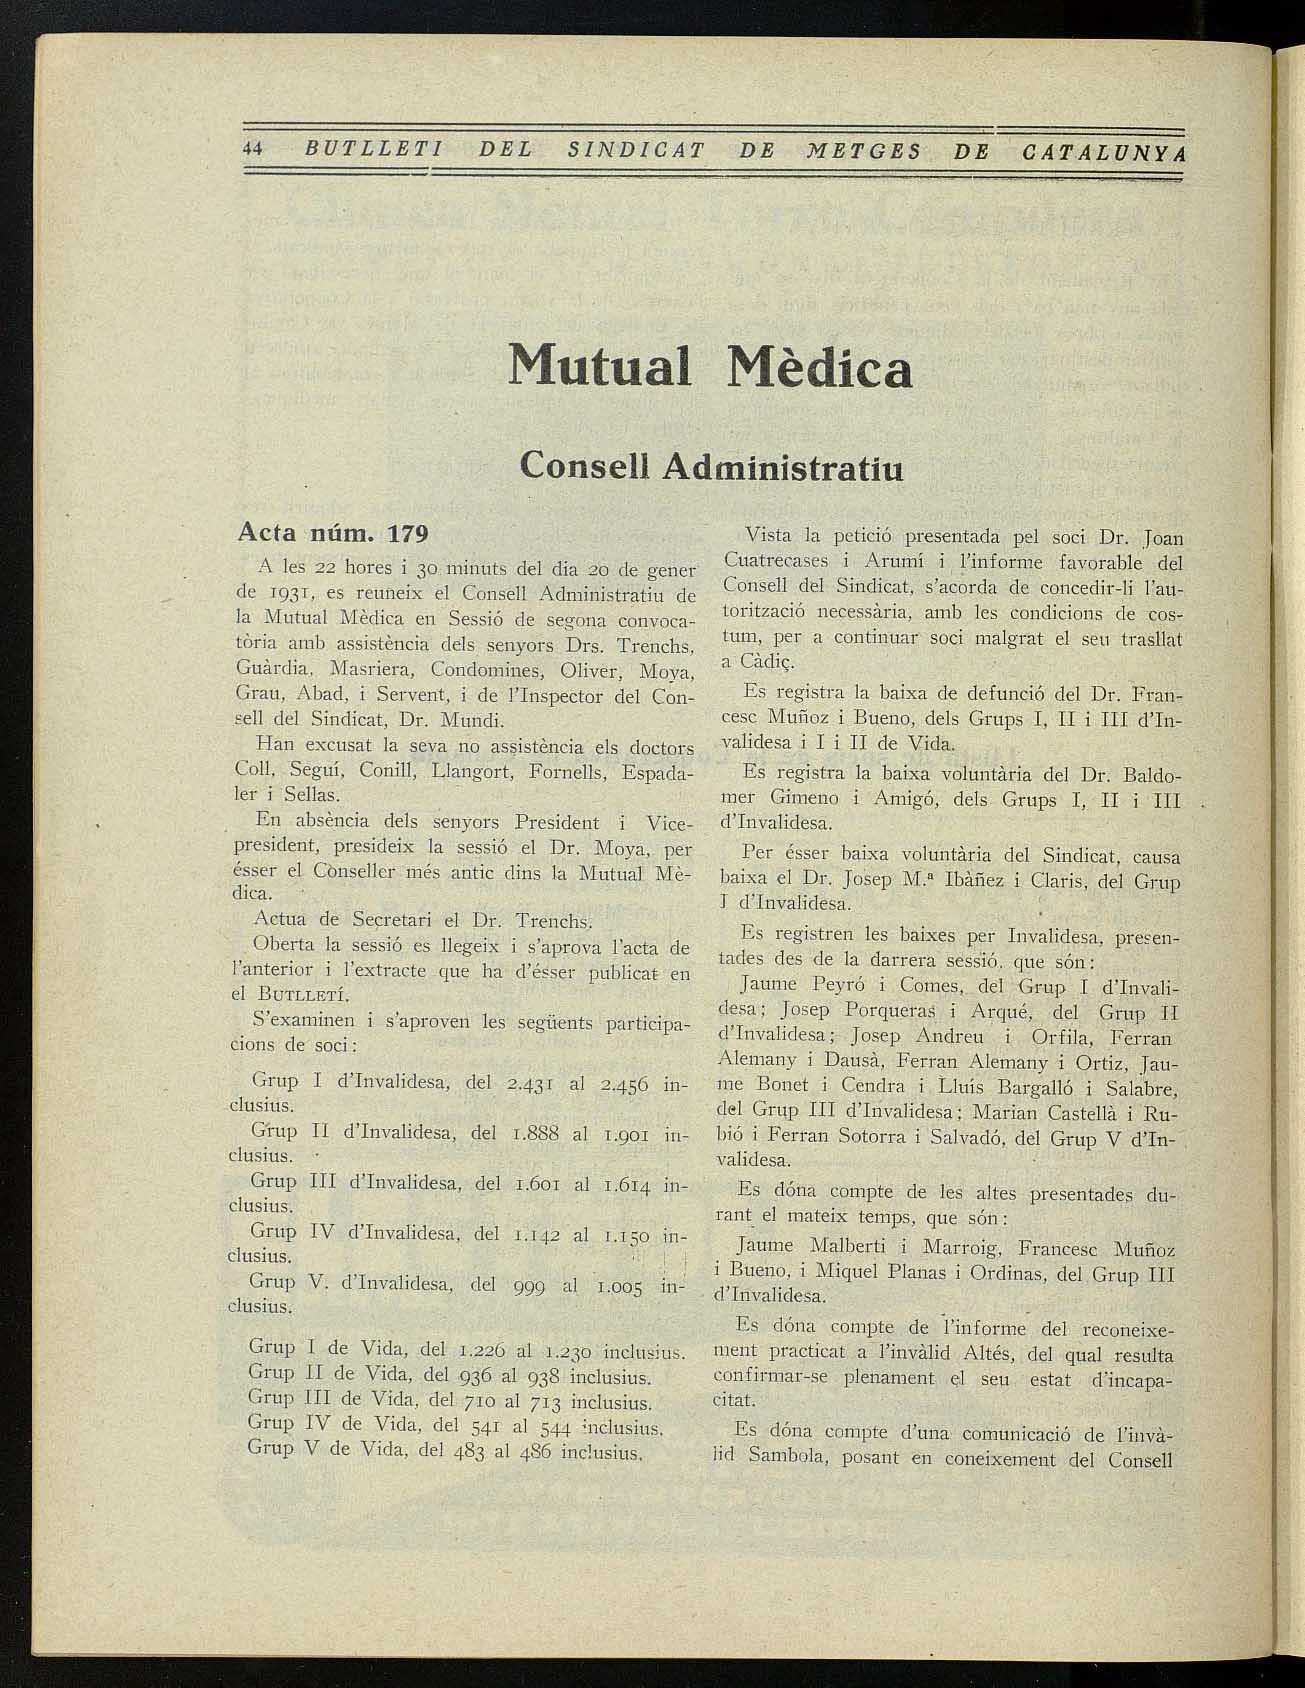 44 BUTLLETI DEL SINDICAT DE METGES DE CATALUNYA
Mutual Mèdica
Consell Administratiu
Acta núm. 179
A les 22 hores i 30 minuts del dia 20 de gener
de 1931, es reuneix el Consell Administratiu de
la Mutual Mèdica en Sessió de segona convoca-
tòria amb assistència dels senyors Drs. Trenchs,
Guàrdia, Masriera, Condomines, Oliver, Moya,
Grau, Abad, i Servent, i de l'Inspector del Con-
sell del Sindicat, Dr. Mundi.
Han excusat la seva no assistència els doctors
Coll, Seguí, Conill, Llangort, Fornells, Espada-
ler i Sellas.
En absència dels senyors President i Vice-
president, presideix la sessió el Dr. Moya, per
ésser el Conseller més antic dins la Mutual Mè-
dica.
Actua de Secretari el Dr. Trenchs.
Oberta la sessió es llegeix i s'aprova l'acta de
l'anterior i l'extracte que ha d'ésser publicat en
el BUTLLETÍ.
S'examinen i s'aproven les següents participa-
cions de soci:
Grup I d'Invalidesa, del 2.431 al 2.456 in-
clusius.
Grup II d'Invalidesa, del 1.888 al 1.901 in-
clusius.
Grup III d'Invalidesa, del 1.601 al 1.614 in-
clusius.
Grup IV d'Invalidesa, del 1.142 al 1.150 in-
clusius.
Grup V. d'Invalidesa, del 999 al 1.005 in-
clusius.
Grup I de Vida, del 1.226 al 1.230 inclusius.
Grup II de Vida, del 936 al 938 inclusius.
Grup III de Vida, del 710 al 713 inclusius.
Grup IV de Vida, del 541 al 544 inclusius.
Grup V de Vida, del 483 al 486 inclusius.
Vista la petició presentada pel soci Dr. Joan
Cuatrecases i Arumí i l'informe favorable del
Consell del Sindicat, s'acorda de concedir-li l'au-
torització necessària, amb les condicions de cos-
tum, per a continuar soci malgrat el seu trasllat
a Càdiç.
Es registra la baixa de defunció del Dr. Fran-
cesc Muñoz i Bueno, dels Grups I, II i III d'In-
validesa i I i II de Vida.
Es registra la baixa voluntària del Dr. Baldo-
mer Gimeno i Amigó, dels Grups I, II i III
d'Invalidesa.
Per ésser baixa voluntària del Sindicat, causa
baixa el Dr. Josep M.ª Ibàñez i Claris, del Grup
I d'Invalidesa.
Es registren les baixes per Invalidesa, presen-
tades des de la darrera sessió, que són:
Jaume Peyró i Comes, del Grup I d'Invali-
desa; Josep Porqueras i Arqué, del Grup II
d'Invalidesa; Josep Andreu i Orfila, Ferran
Alemany i Dausà, Ferran Alemany i Ortiz, Jau-
me Bonet i Cendra i Lluís Bargalló i Salabre,
del Grup III d'Invalidesa; Marian Castellà i Ru-
bió i Ferran Sotorra i Salvadó, del Grup V d'In-
validesa.
Es dóna compte de les altes presentades du-
rant el mateix temps, que són:
Jaume Malberti i Marroig, Francesc Muñoz
i Bueno, i Miquel Planas i Ordinas, del Grup III
d'Invalidesa.
Es dóna compte de l'informe del reconeixe-
ment practicat a l'invàlid Altés, del qual resulta
confirmar-se plenament el seu estat d'incapa-
citat.
Es dóna compte d'una comunicació de l'invà-
lid Sambola, posant en coneixement del Consell